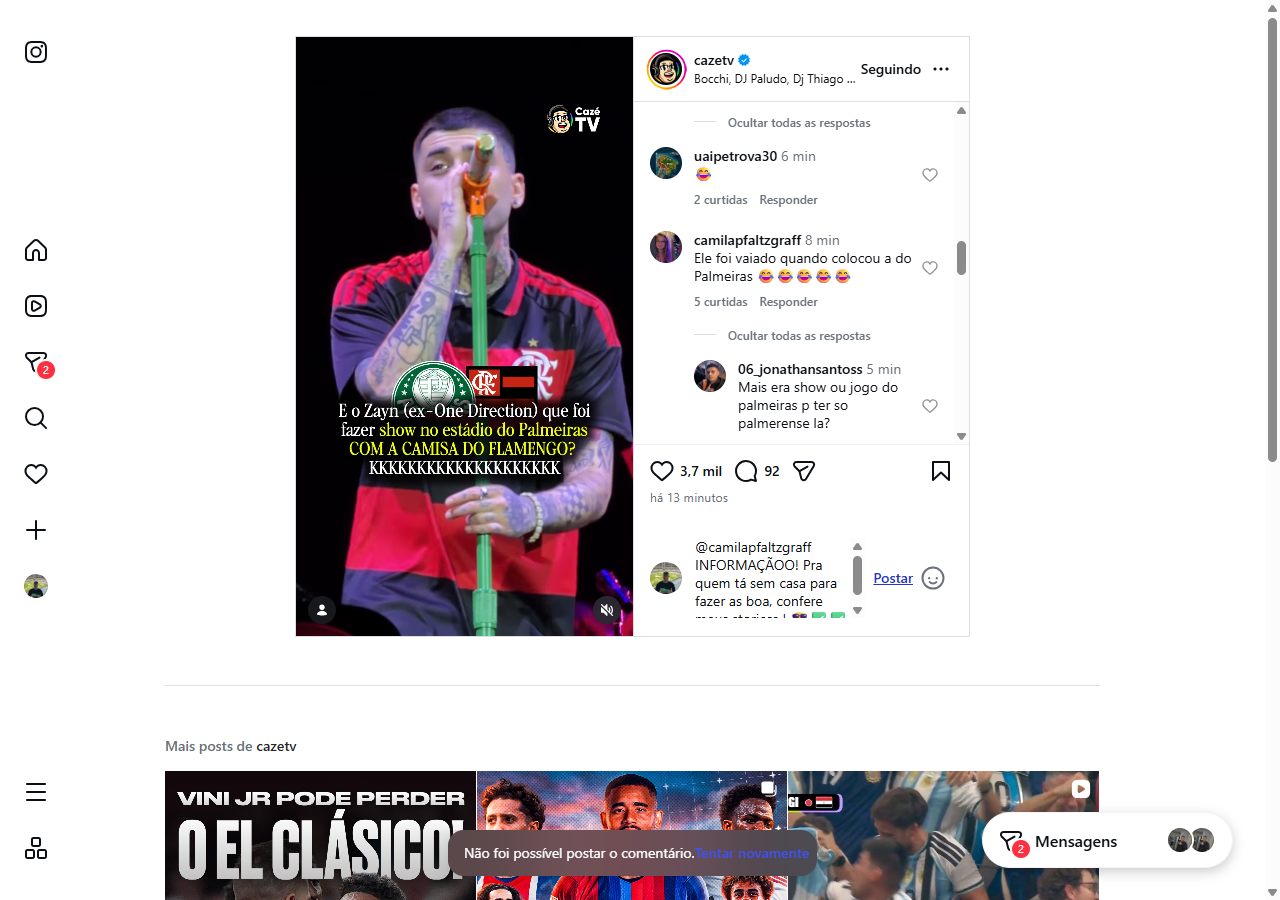 Cazé
TV
E o Zayn (ex-One Direction) que foi
fazer show no estádio do Palmeiras
COM A CAMISA DO FLAMENGO?
KKKKKKKKKKKKKKKKKKKK
cazetv
Bocchi, DJ Paludo, Dj Thiago ...
Seguindo
Ocultar todas as respostas
uaipetrova30 6 min
😂
2 curtidas Responder
camilapfaltzgraff 8 min
Ele foi vaiado quando colocou a do
Palmeiras 😂😂😂😂😂
5 curtidas Responder
Ocultar todas as respostas
06_jonathansantoss 5 min
Mais era show ou jogo do
palmeiras p ter so
palmerense la?
3,7 mil 92
há 13 minutos
@camilapfaltzgraff
INFORMAÇÃOO! Pra
quem tá sem casa para
fazer as boa, confere
Postar
Mais posts de cazetv
VINI JR PODE PERDER
O EL CLÁSICO!
GI
Não foi possível postar o comentário.Tentar novamente
2
2
Mensagens